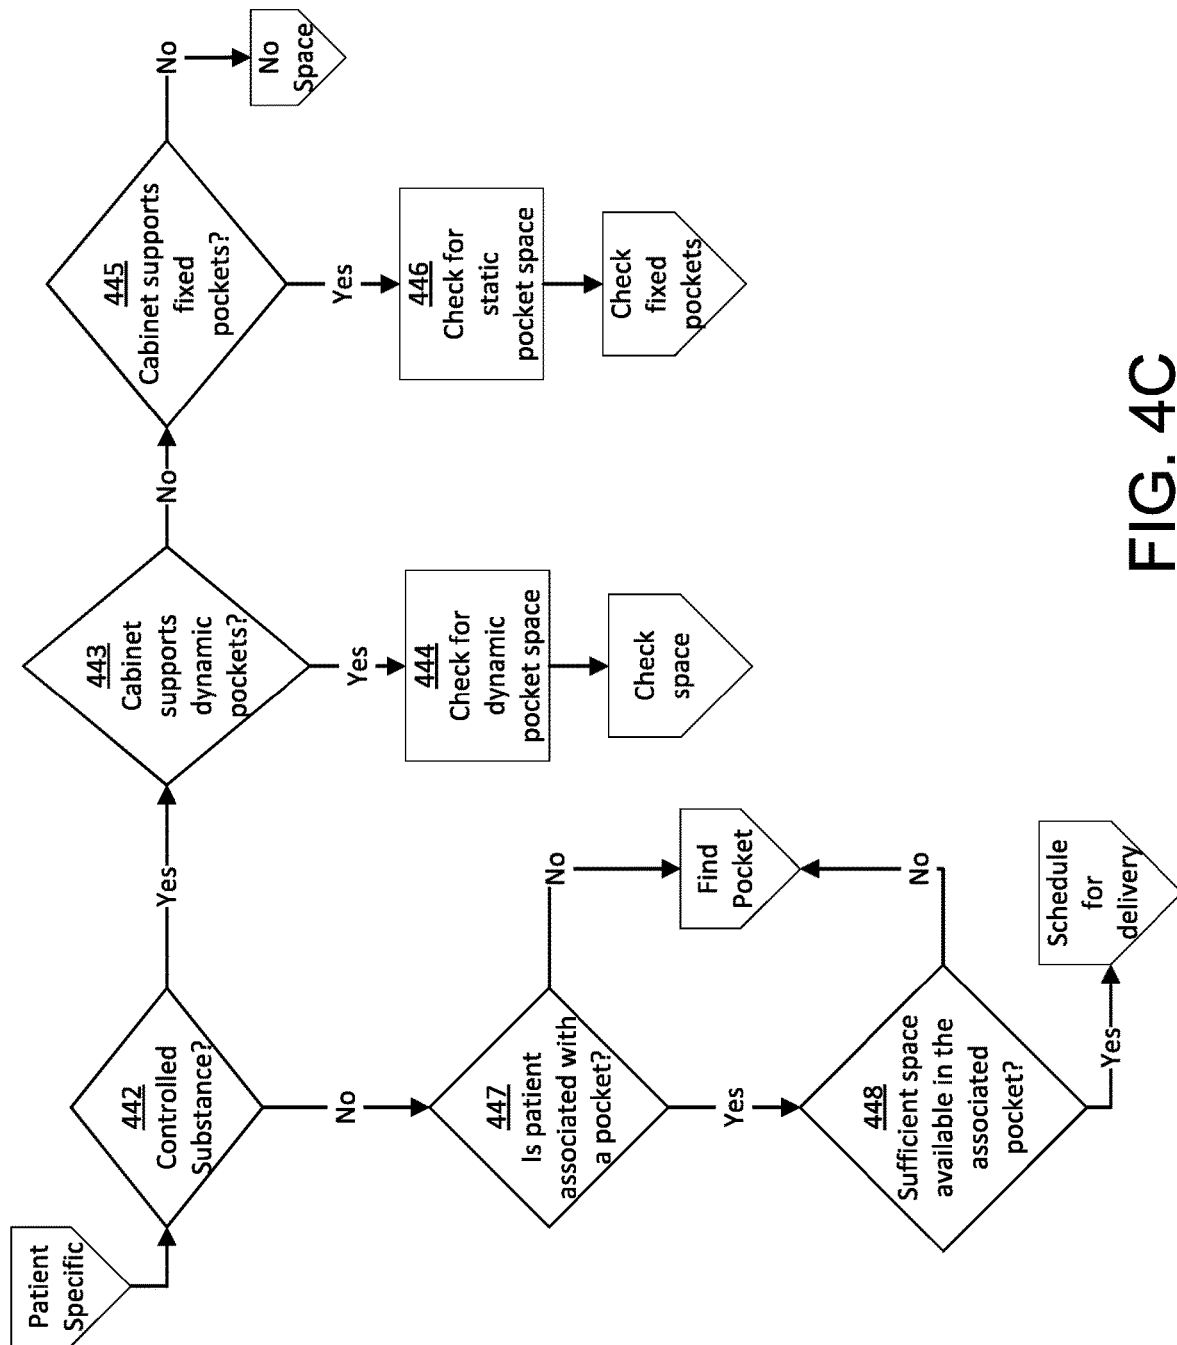 Patient
Specific
442
Controlled
Substance?
Yes
443
Cabinet
supports
dynamic
pockets?
No
445
Cabinet supports
fixed
pockets?
No
No
Space
Yes
444
Check for
dynamic
pocket space
Check
space
Yes
446
Check for
static
pocket space
Check
fixed
pockets
No
447
Is patient
associated with
a pocket?
No
Find
Pocket
Yes
448
Sufficient space
available in the
associated
pocket?
No
Yes
Schedule
for
delivery
FIG. 4C